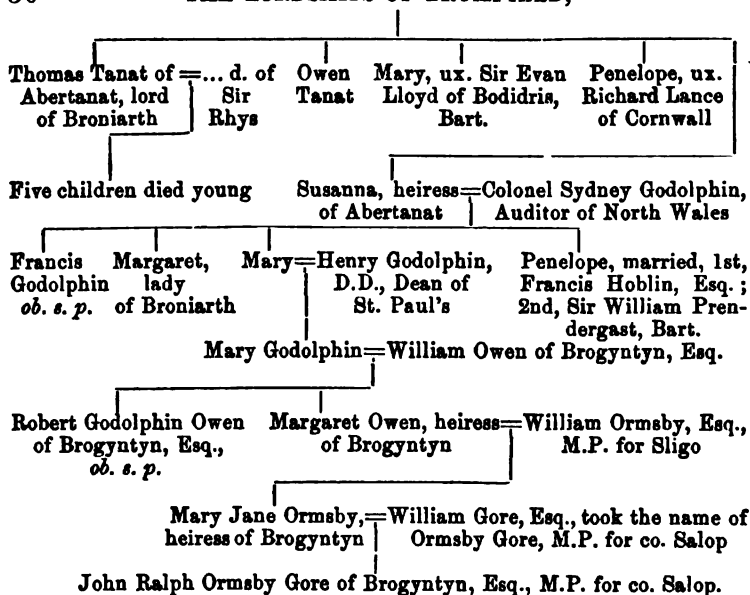 THE LORDSHIPS OF BROMFIELD,
Thomas Tanat of =... d. of
Abertanat, lord Sir
of Broniarth Rhys
Owen
Tanat
Mary, ux. Sir Evan
Lloyd of Bodidris,
Bart.
Penelope, ux.
Richard Lance
of Cornwall
Five children died young
Susanna, heiress=Colonel Sydney Godolphin,
of Abertanat Auditor of North Wales
Francis
Godolphin
ob. s. p.
Margaret,
lady
of Broniarth
Mary=Henry Godolphin,
D.D., Dean of
St. Paul's
Penelope, married, 1st,
Francis Hoblin, Esq. ;
2nd, Sir William Pren-
dergast, Bart.
Mary Godolphin=William Owen of Brogyntyn, Esq.
Robert Godolphin Owen
of Brogyntyn, Esq.,
ob. s. p.
Margaret Owen, heiress=William Ormsby, Esq.,
of Brogyntyn M.P. for Sligo
Mary Jane Ormsby,=William Gore, Esq., took the name of
heiress of Brogyntyn Ormsby Gore, M.P. for co. Salop
John Ralph Ormsby Gore of Brogyntyn, Esq., M.P. for co. Salop.